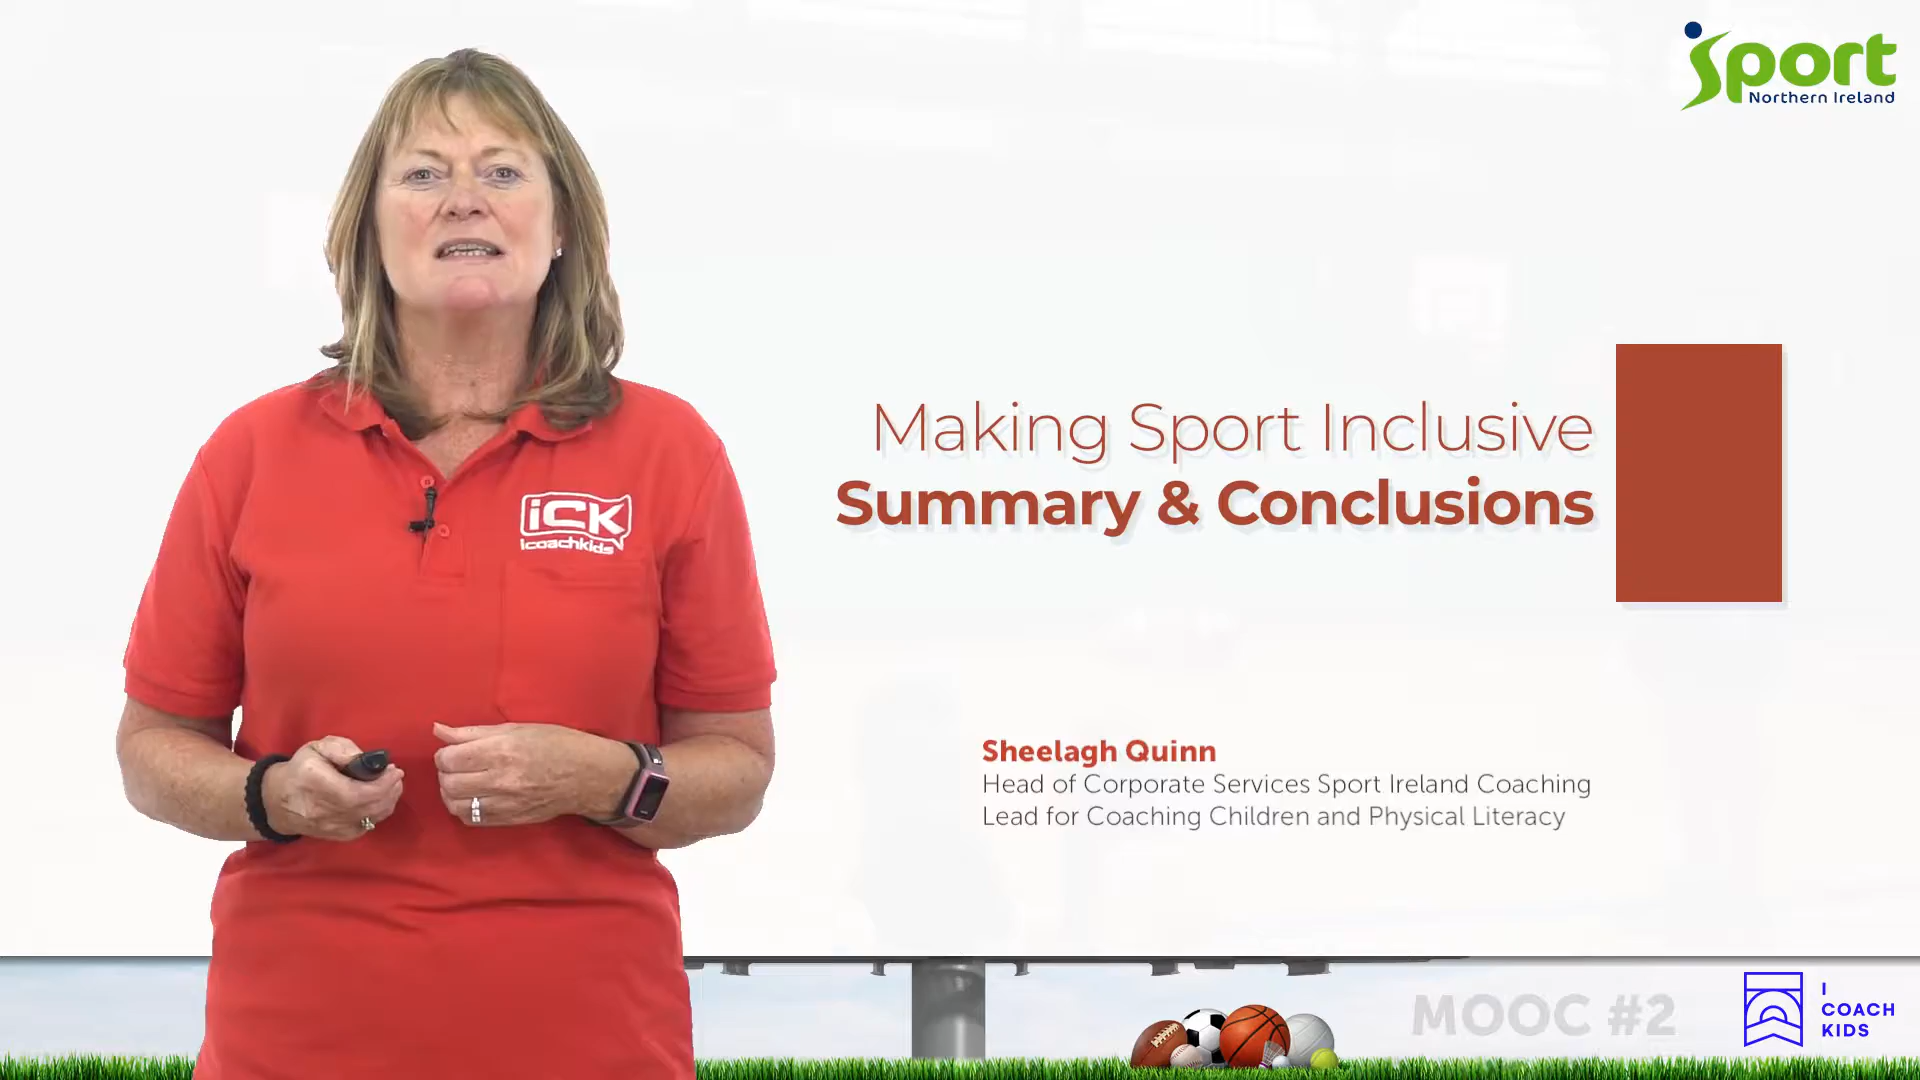 Sport
Northern Ireland
iCK
icoachkids
Making Sport Inclusive
Summary & Conclusions
Sheelagh Quinn
Head of Corporate Services Sport Ireland Coaching
Lead for Coaching Children and Physical Literacy
MOOC #2
I
COACH
KIDS